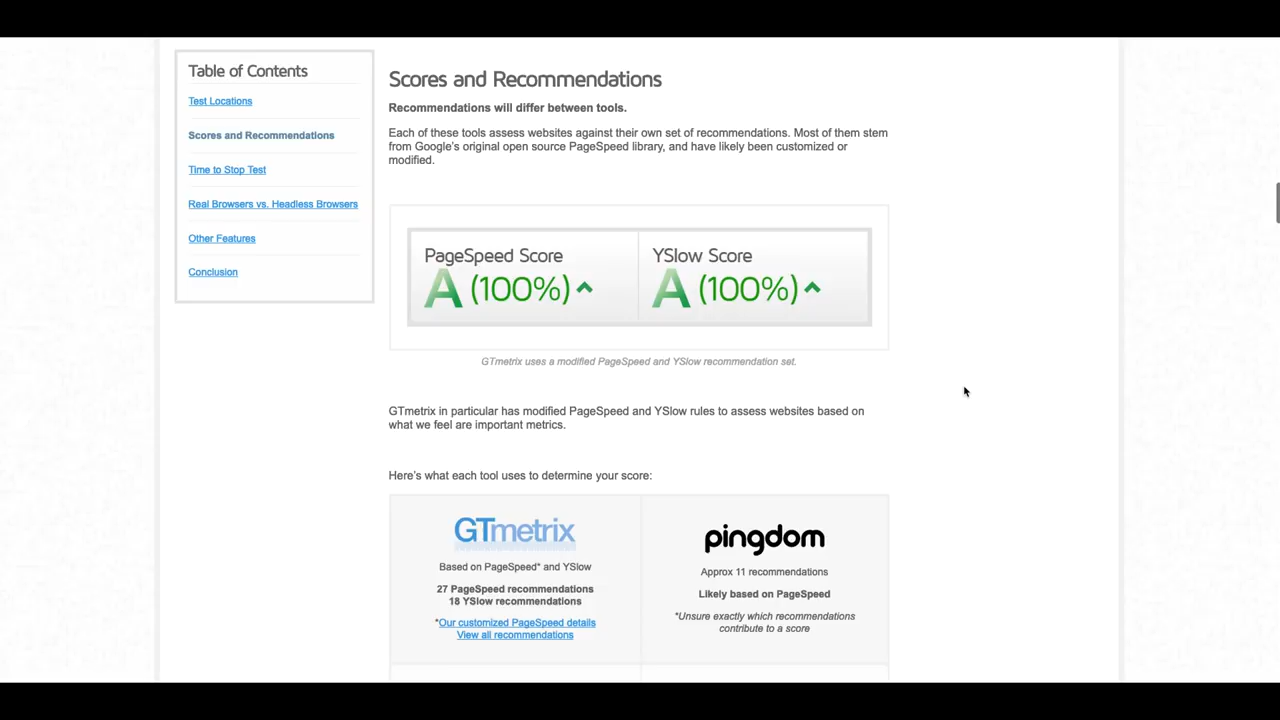 Table of Contents
Test Locations
Scores and Recommendations
Time to Stop Test
Real Browsers vs. Headless Browsers
Other Features
Conclusion
Scores and Recommendations
Recommendations will differ between tools.
Each of these tools assess websites against their own set of recommendations. Most of them stem
from Google's original open source PageSpeed library, and have likely been customized or
modified.
PageSpeed Score
A (100%)
YSlow Score
A (100%)
GTmetrix uses a modified PageSpeed and YSlow recommendation set.
GTmetrix in particular has modified PageSpeed and YSlow rules to assess websites based on
what we feel are important metrics.
Here's what each tool uses to determine your score:
GTmetrix
Based on PageSpeed* and YSlow
27 PageSpeed recommendations
18 YSlow recommendations
*Our customized PageSpeed details
View all recommendations
pingdom
Approx 11 recommendations
Likely based on PageSpeed
*Unsure exactly which recommendations
contribute to a score